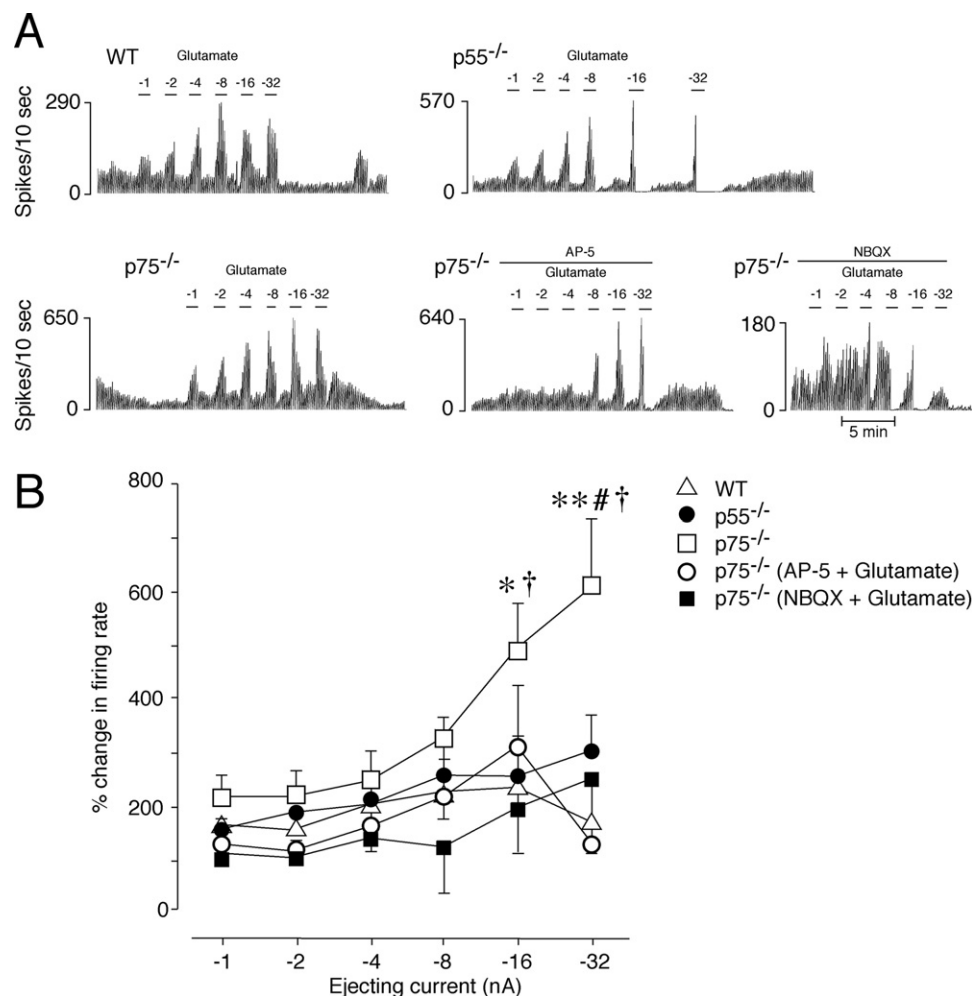 A
WT
Glutamate
-1 -2 -4 -8 -16 -32
290
0
Spikes/10 sec
p55-/-
Glutamate
-1 -2 -4 -8 -16 -32
570
0
p75-/-
Glutamate
-1 -2 -4 -8 -16 -32
650
0
Spikes/10 sec
p75-/-
AP-5
Glutamate
-1 -2 -4 -8 -16 -32
640
0
p75-/-
NBQX
Glutamate
-1 -2 -4 -8 -16 -32
180
0
5 min
B
800
600
400
200
0
% change in firing rate
*†
**#†
WT
p55-/-
p75-/-
p75-/- (AP-5 + Glutamate)
p75-/- (NBQX + Glutamate)
-1 -2 -4 -8 -16 -32
Ejecting current (nA)